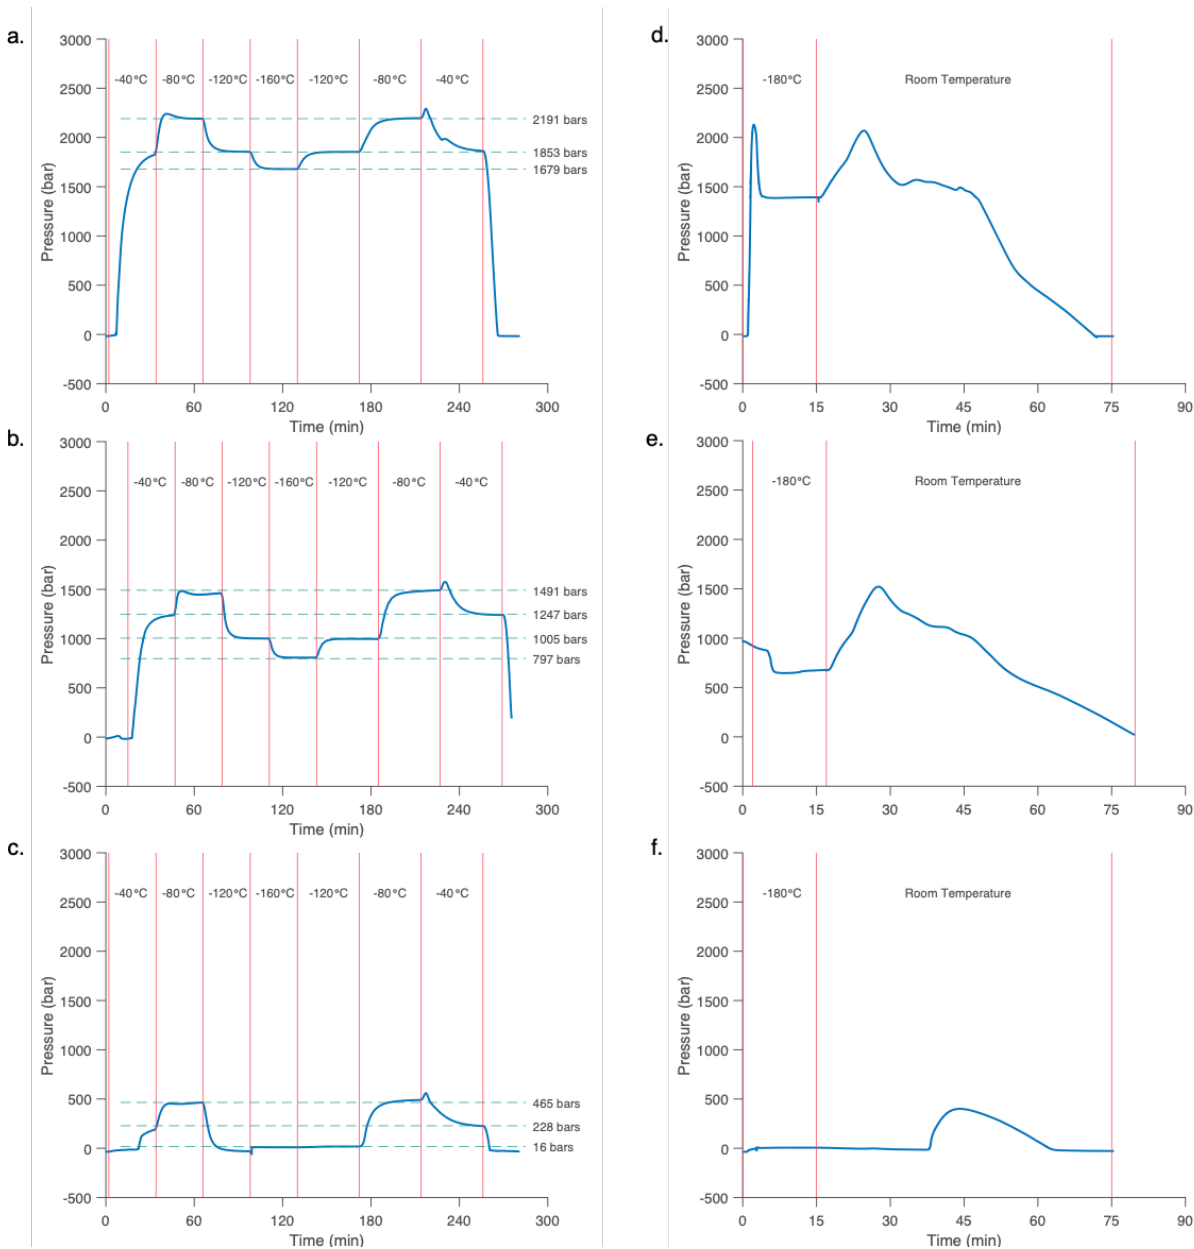 a.
3000
2500
2000
1500
1000
500
0
-500
Pressure (bar)
-40°C -80°C -120°C -160°C -120°C -80°C -40°C
2191 bars
1853 bars
1679 bars
0 60 120 180 240 300
Time (min)
d.
3000
2500
2000
1500
1000
500
0
-500
Pressure (bar)
-180°C Room Temperature
0 15 30 45 60 75 90
Time (min)
b.
3000
2500
2000
1500
1000
500
0
-500
Pressure (bar)
-40°C -80°C -120°C -160°C -120°C -80°C -40°C
1491 bars
1247 bars
1005 bars
797 bars
0 60 120 180 240 300
Time (min)
e.
3000
2500
2000
1500
1000
500
0
-500
Pressure (bar)
-180°C Room Temperature
0 15 30 45 60 75 90
Time (min)
c.
3000
2500
2000
1500
1000
500
0
-500
Pressure (bar)
-40°C -80°C -120°C -160°C -120°C -80°C -40°C
465 bars
228 bars
16 bars
0 60 120 180 240 300
Time (min)
f.
3000
2500
2000
1500
1000
500
0
-500
Pressure (bar)
-180°C Room Temperature
0 15 30 45 60 75 90
Time (min)